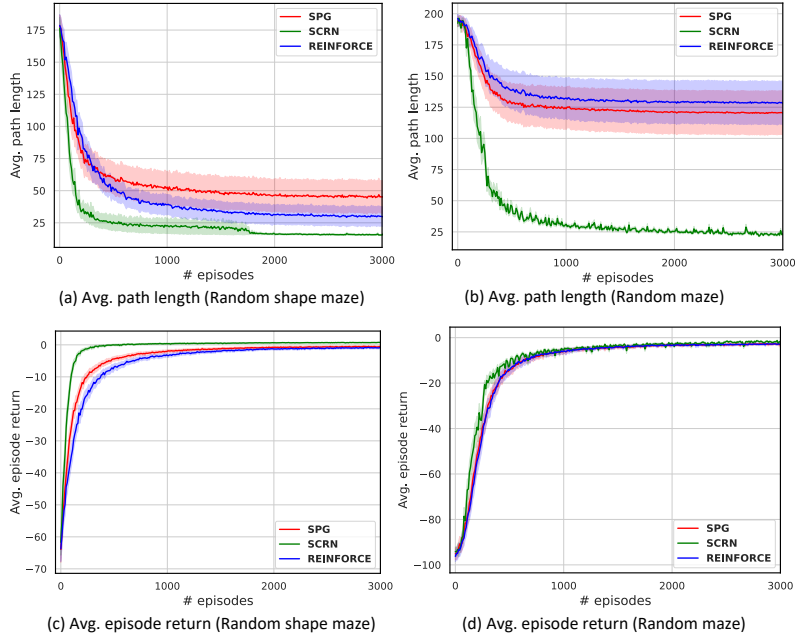 175
150
125
100
75
50
25
Avg. path length
SPG
SCRN
REINFORCE
0
1000
2000
3000
# episodes
(a) Avg. path length (Random shape maze)
200
175
150
125
100
75
50
25
Avg. path length
SPG
SCRN
REINFORCE
0
1000
2000
3000
# episodes
(b) Avg. path length (Random maze)
0
−10
−20
−30
−40
−50
−60
−70
Avg. episode return
SPG
SCRN
REINFORCE
0
1000
2000
3000
# episodes
(c) Avg. episode return (Random shape maze)
0
−20
−40
−60
−80
−100
Avg. episode return
SPG
SCRN
REINFORCE
0
1000
2000
3000
# episodes
(d) Avg. episode return (Random maze)